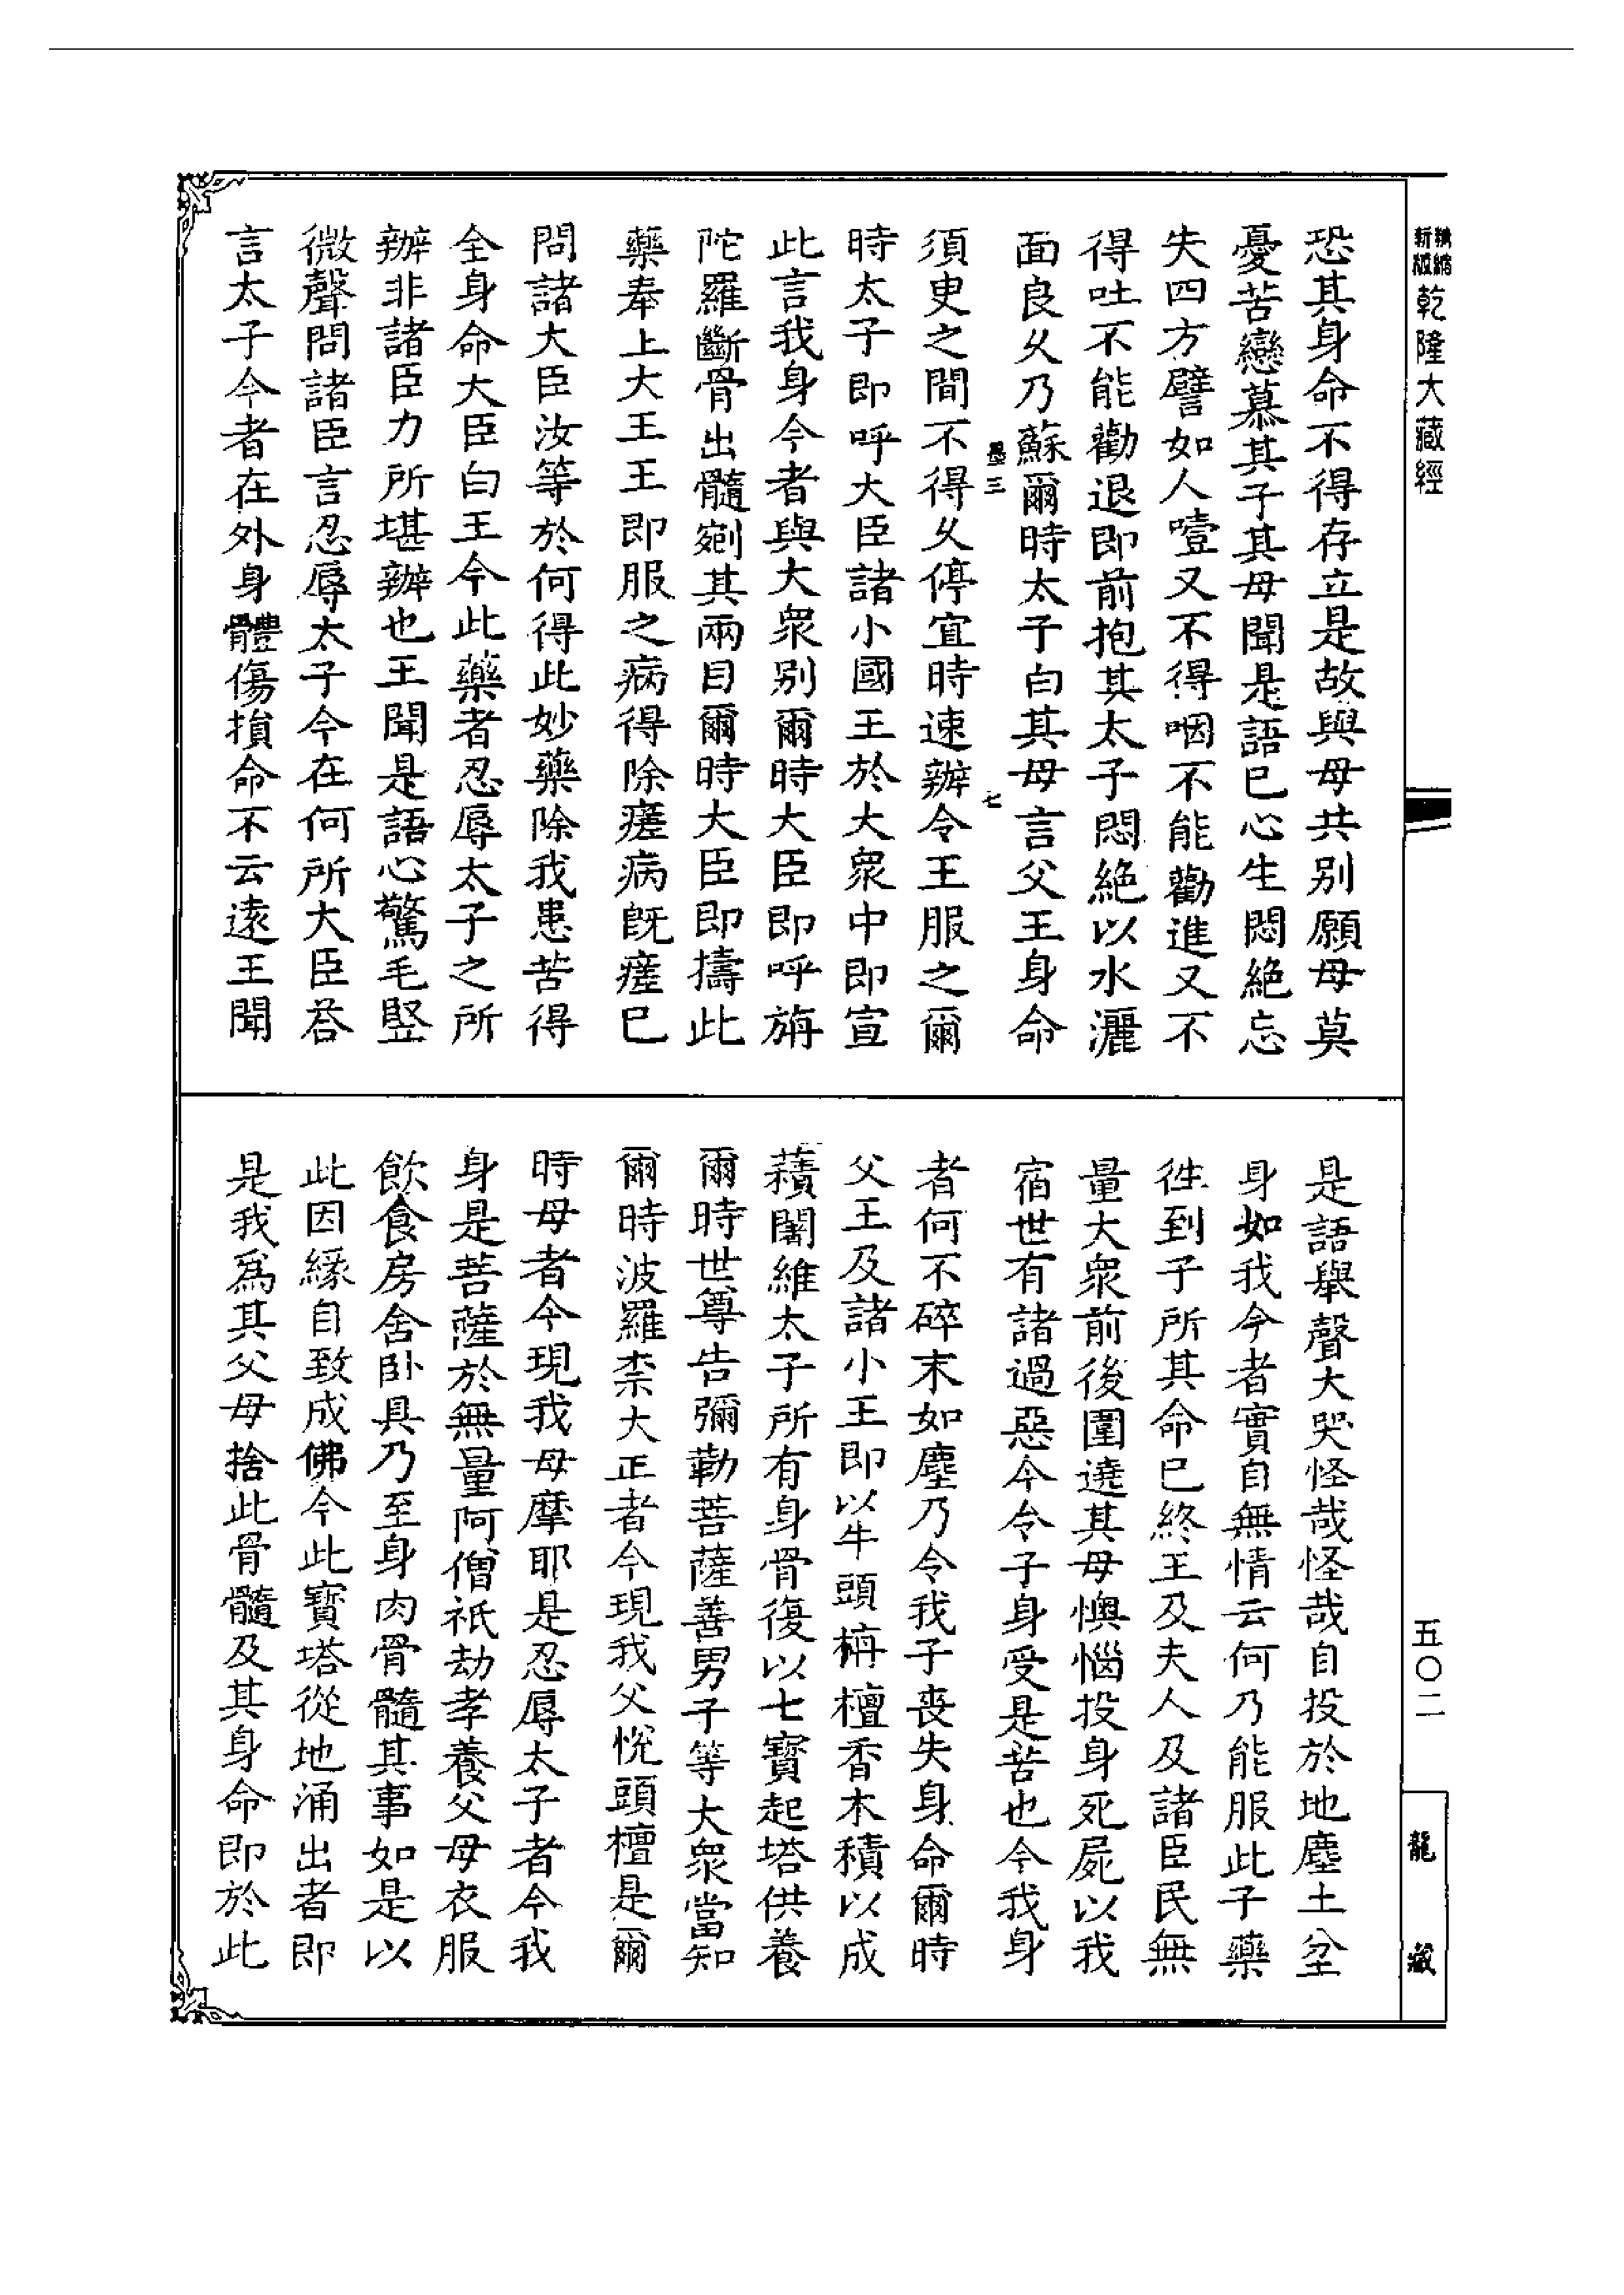 新版
精縮
乾隆大藏經
恐其身命不得存立是故與母共別願母莫
憂苦戀慕其子其母聞是語已心生悶絕忘
失四方譬如人噎又不得咽不能勸進又不
得吐不能勸退即前抱其太子悶絕以水灑
面良乆乃蘇爾時太子白其母言父王身命
墨三
七
須更之間不得乆停宜時速辦令王服之爾
時太子即呼大臣諸小國王於大衆中即宣
此言我身今者與大衆別爾時大臣即呼旃
陀羅斷骨出髓剜其兩目爾時大臣即擣此
藥奉上大王王即服之病得除瘥病旣瘥已
問諸大臣汝等於何得此妙藥除我患苦得
全身命大臣白王今此藥者忍辱太子之所
辦非諸臣力所堪辦也王聞是語心驚毛竪
微聲問諸臣言忍辱太子今在何所大臣荅
言太子今者在外身體傷損命不云遠王聞
是語舉聲大哭怪哉怪哉自投於地塵土坌
身如我今者實自無情云何乃能服此子藥
徃到子所其命已終王及夫人及諸臣民無
量大衆前後圍遶其母懊惱投身死屍以我
宿世有諸過惡今令子身受是苦也今我身
者何不碎末如塵乃令我子喪失身命爾時
父王及諸小王即以牛頭栴檀香木積以成
𧂐闍維太子所有身骨復以七寶起塔供養
爾時世尊告彌勒菩薩善男子等大衆當知
爾時波羅柰大正者今現我父悅頭檀是爾
時母者今現我母摩耶是忍辱太子者今我
身是菩薩於無量阿僧祇劫孝養父母衣服
飲食房舍卧具乃至身肉骨髓其事如是以
此因緣自致成佛今此寶塔從地涌出者即
是我爲其父母捨此骨髓及其身命即於此
五〇二
龍藏